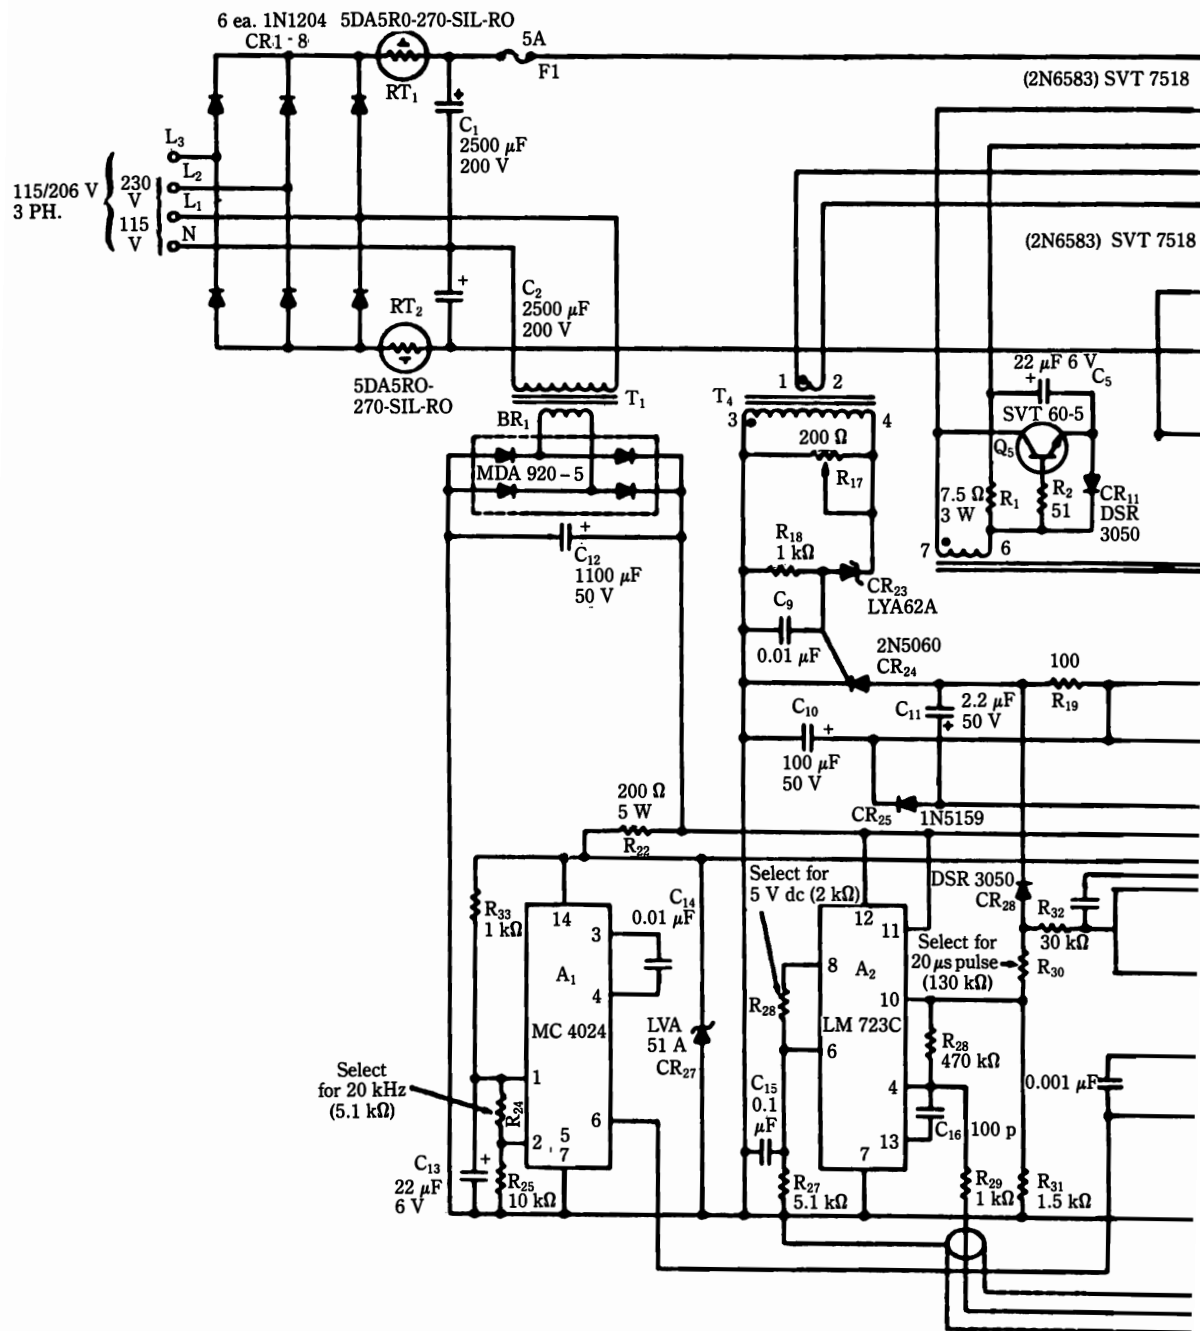 6 ea. 1N1204
CR1 - 8
5DA5R0-270-SIL-RO
RT₁
5A
F1
(2N6583) SVT 7518
C₁
2500 µF
200 V
L₃
L₂
L₁
N
115/206 V
3 PH.
230
V
115
V
(2N6583) SVT 7518
RT₂
C₂
2500 µF
200 V
5DA5RO-
270-SIL-RO
T₁
BR₁
MDA 920-5
C₁₂
1100 µF
50 V
T₄
1
2
3
4
200 Ω
R₁₇
22 µF 6 V
C₅
SVT 60-5
Q₅
7.5 Ω
3 W
R₁
R₂
51
CR₁₁
DSR
3050
7
6
R₁₈
1 kΩ
CR₂₃
LYA62A
C₉
0.01 µF
2N5060
CR₂₄
100
R₁₉
C₁₁
2.2 µF
50 V
C₁₀
100 µF
50 V
CR₂₅
1N5159
200 Ω
5 W
R₂₂
Select for
5 V dc (2 kΩ)
DSR 3050
CR₂₈
R₃₂
30 kΩ
R₃₃
1 kΩ
14
3
4
A₁
MC 4024
1
2
5
7
6
C₁₄
0.01 µF
LVA
51 A
CR₂₇
12
11
8
A₂
10
LM 723C
6
4
13
7
R₂₈
Select for
20 µs pulse
(130 kΩ)
R₃₀
R₂₈
470 kΩ
C₁₅
0.1
µF
C₁₆
100 p
0.001 µF
Select
for 20 kHz
(5.1 kΩ)
R₂₄
C₁₃
22 µF
6 V
R₂₅
10 kΩ
R₂₇
5.1 kΩ
R₂₉
1 kΩ
R₃₁
1.5 kΩ